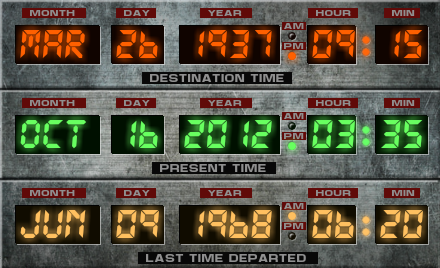 MONTH DAY YEAR AM HOUR MIN
MAR 26 1937 PM 09:15
DESTINATION TIME
MONTH DAY YEAR AM HOUR MIN
OCT 16 2012 PM 03:35
PRESENT TIME
MONTH DAY YEAR AM HOUR MIN
JUN 09 1968 PM 06:20
LAST TIME DEPARTED